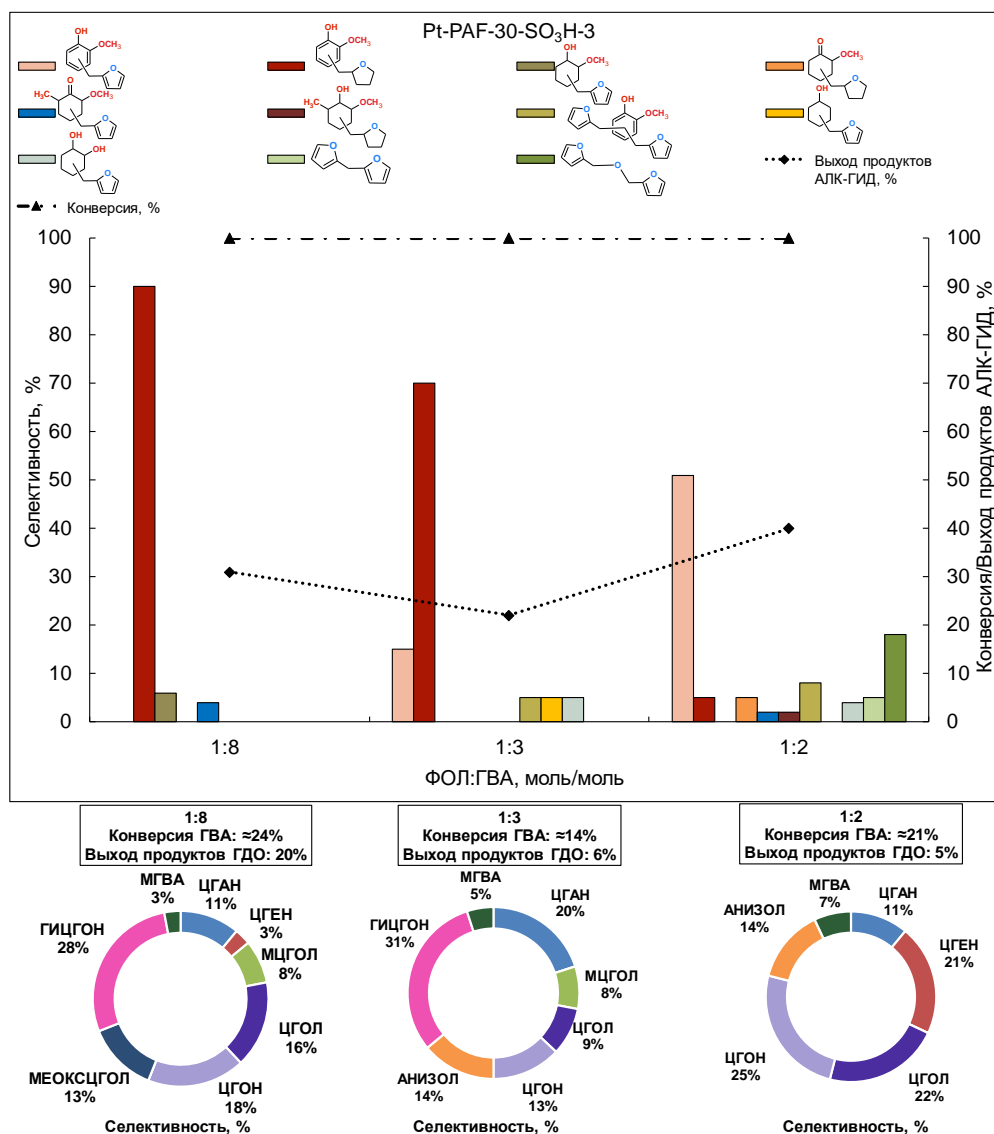 Pt-PAF-30-SO₃H-3
OH
OCH₃
O
OH
OCH₃
O
OH
OCH₃
O
O
OCH₃
O
H₃C
O
OCH₃
O
H₃C
OH
OCH₃
O
O
OH
OCH₃
O
OH
O
OH
OH
O
O
O
O
O
O
Выход продуктов
АЛК-ГИД, %
Конверсия, %
Селективность, %
100
90
80
70
60
50
40
30
20
10
0
100
90
80
70
60
50
40
30
20
10
0
Конверсия/Выход продуктов АЛК-ГИД, %
1:8
1:3
1:2
ФОЛ:ГВА, моль/моль
1:8
Конверсия ГВА: ≈24%
Выход продуктов ГДО: 20%
МГВА
3%
ЦГАН
11%
ЦГЕН
3%
МЦГОЛ
8%
ЦГОЛ
16%
ЦГОН
18%
МЕОКСЦГОЛ
13%
ГИЦГОН
28%
Селективность, %
1:3
Конверсия ГВА: ≈14%
Выход продуктов ГДО: 6%
МГВА
5%
ЦГАН
20%
МЦГОЛ
8%
ЦГОЛ
9%
ЦГОН
13%
АНИЗОЛ
14%
ГИЦГОН
31%
Селективность, %
1:2
Конверсия ГВА: ≈21%
Выход продуктов ГДО: 5%
МГВА
7%
ЦГАН
11%
ЦГЕН
21%
ЦГОЛ
22%
ЦГОН
25%
АНИЗОЛ
14%
Селективность, %